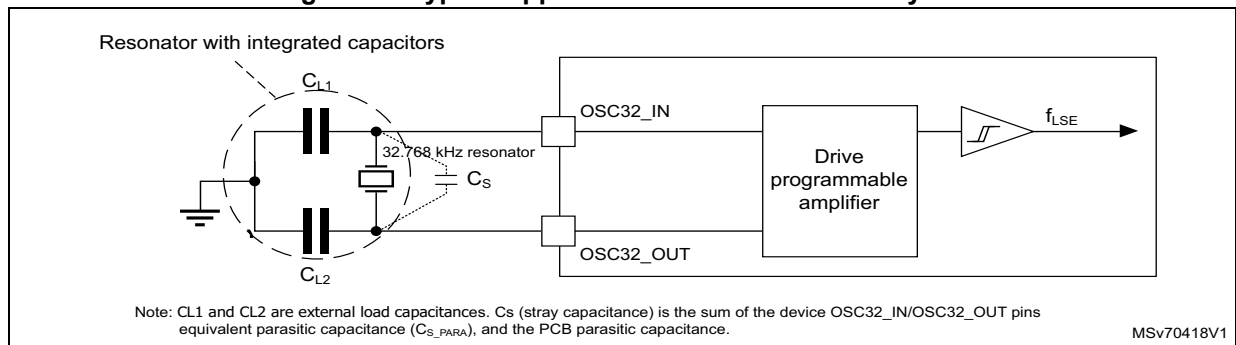 Resonator with integrated capacitors
CL1
OSC32_IN
fLSE
32.768 kHz resonator
CS
Drive
programmable
amplifier
OSC32_OUT
CL2
Note: CL1 and CL2 are external load capacitances. Cs (stray capacitance) is the sum of the device OSC32_IN/OSC32_OUT pins
equivalent parasitic capacitance (CS_PARA), and the PCB parasitic capacitance.
MSv70418V1